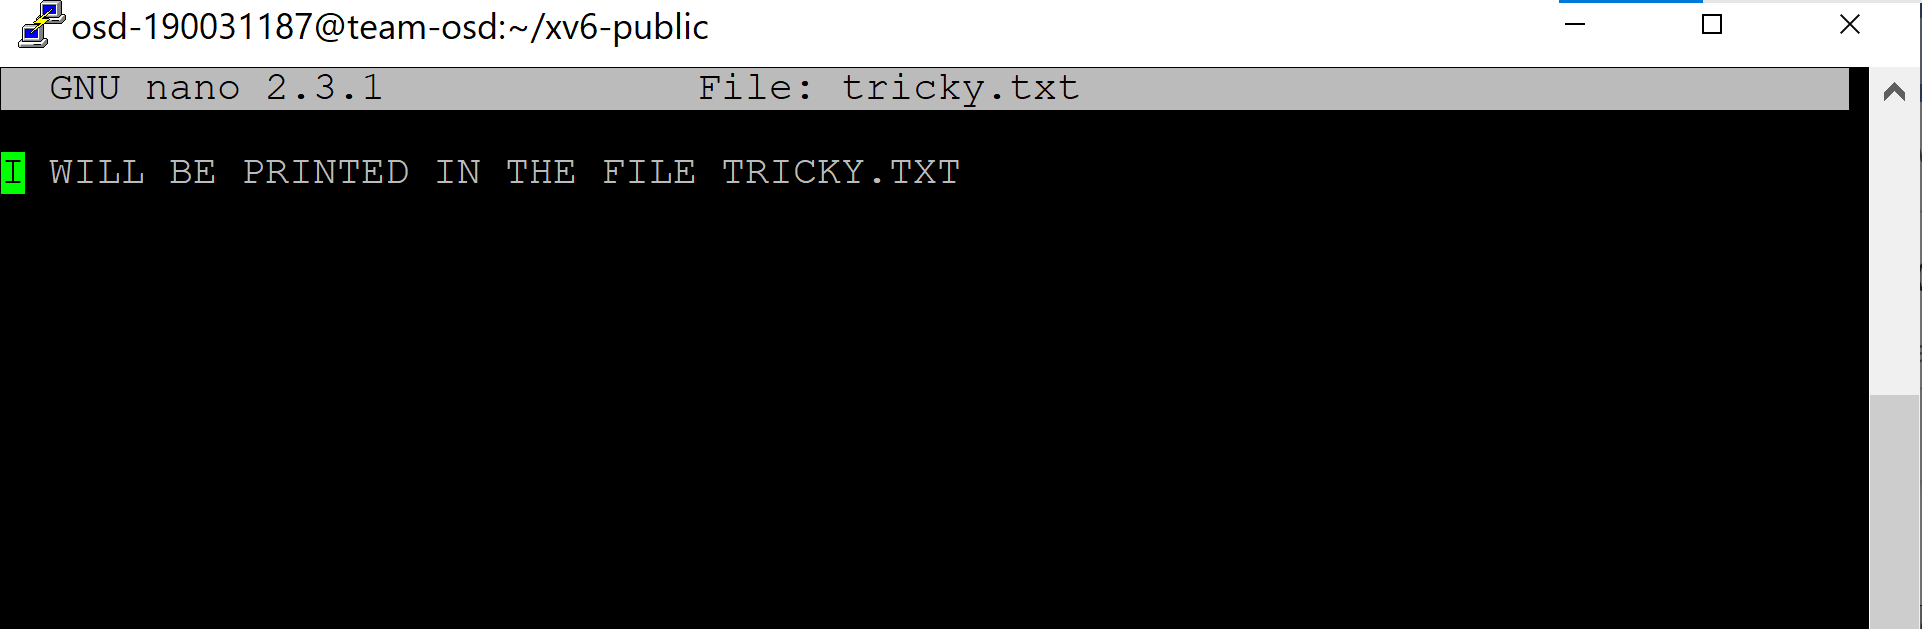 osd-190031187@team-osd:~/xv6-public
GNU nano 2.3.1 File: tricky.txt
I WILL BE PRINTED IN THE FILE TRICKY.TXT